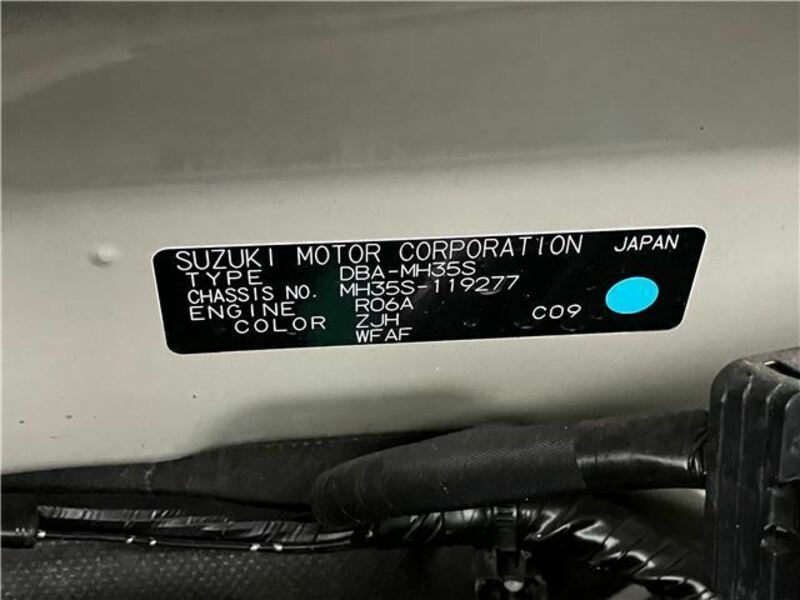 SUZUKI MOTOR CORPORATION JAPAN
TYPE DBA-MH35S
CHASSIS NO. MH35S-119277
ENGINE R06A
COLOR ZJH C09
WFAF